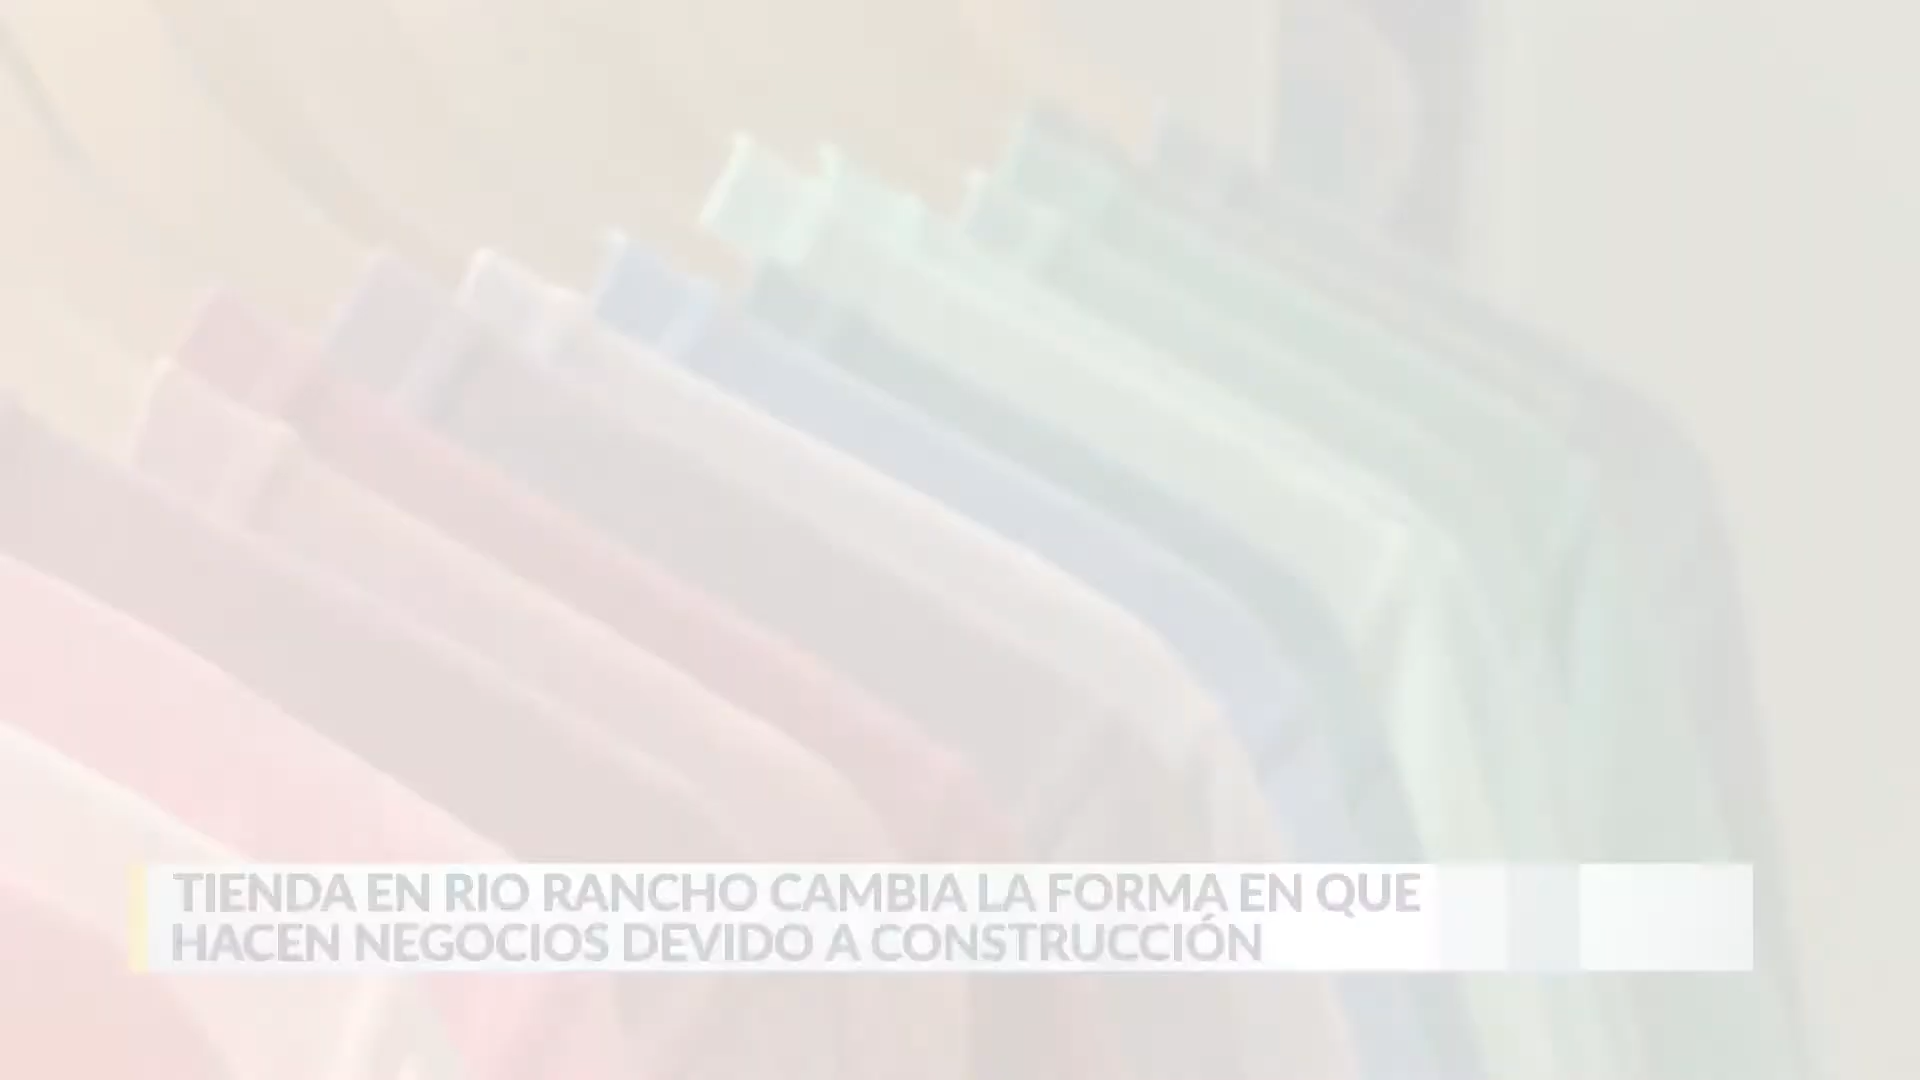 TIENDA EN RIO RANCHO CAMBIA LA FORMA EN QUE
HACEN NEGOCIOS DEVIDO A CONSTRUCCIÓN